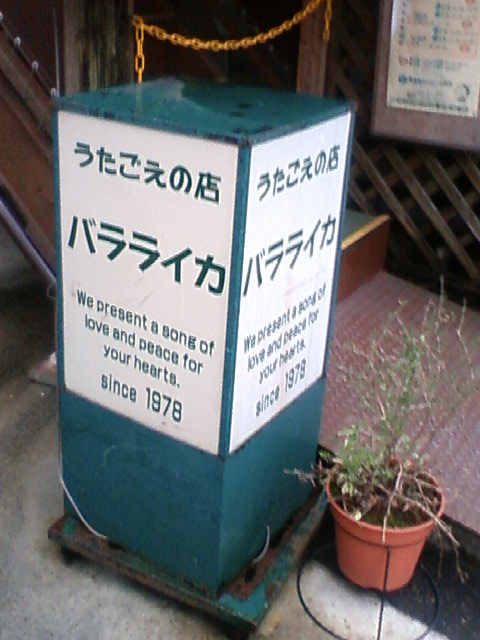 うたごえの店
バラライカ
We present a song of
love and peace for
your hearts.
since 1978
うたごえの店
バラライカ
We present a song of
love and peace for
your hearts.
since 1978